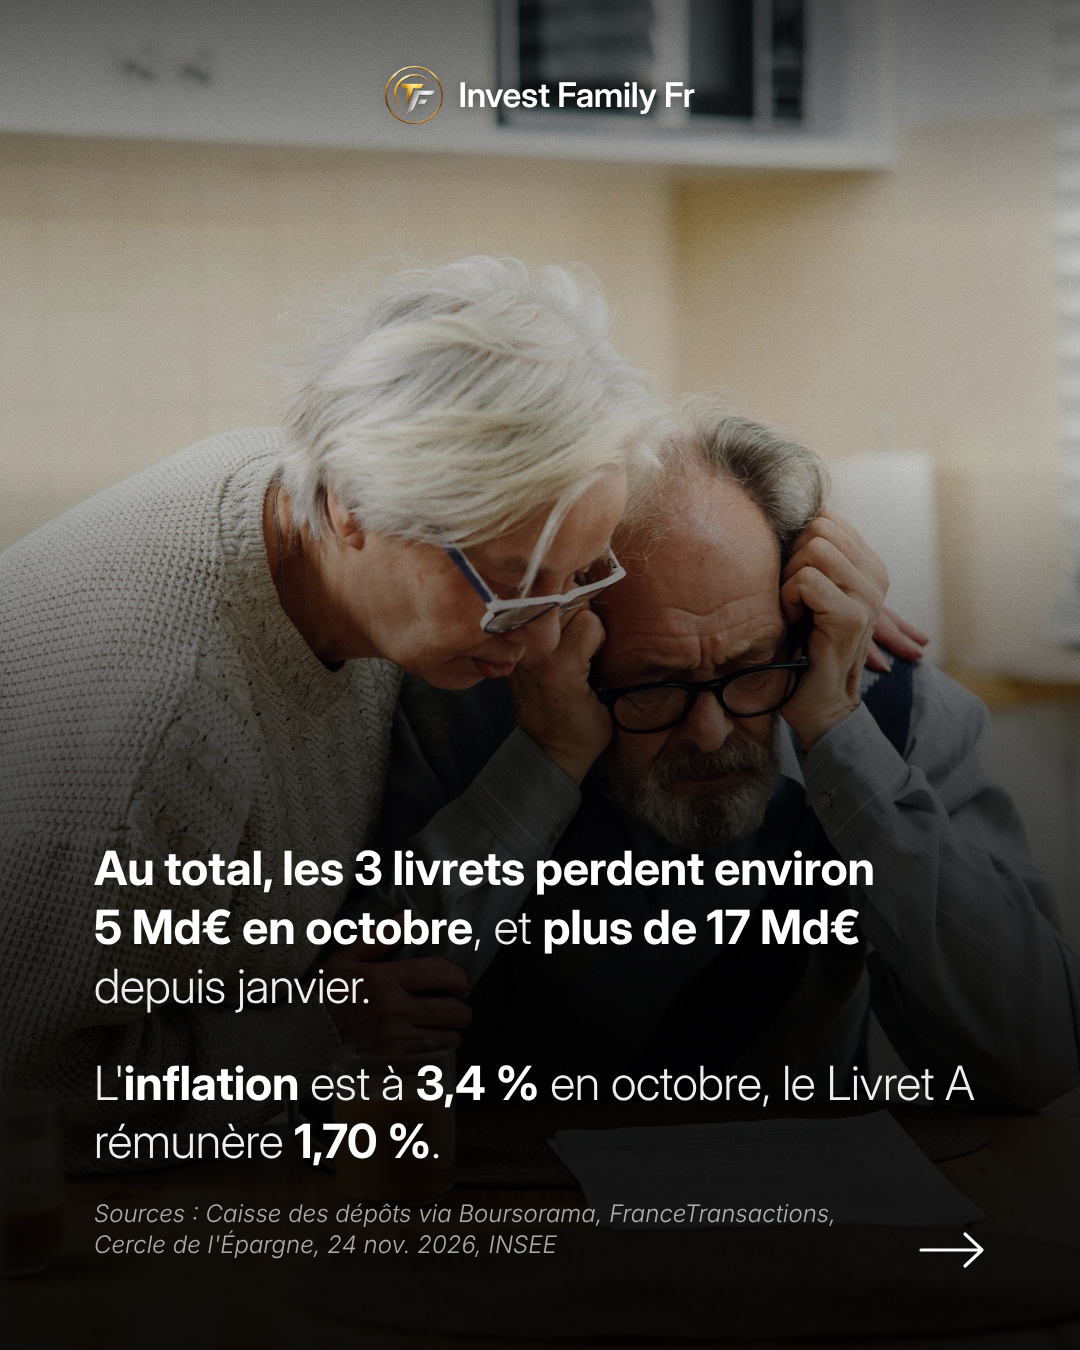 Invest Family Fr
Au total, les 3 livrets perdent environ
5 Md€ en octobre, et plus de 17 Md€
depuis janvier.
L'inflation est à 3,4 % en octobre, le Livret A
rémunère 1,70 %.
Sources : Caisse des dépôts via Boursorama, FranceTransactions,
Cercle de l'Épargne, 24 nov. 2026, INSEE